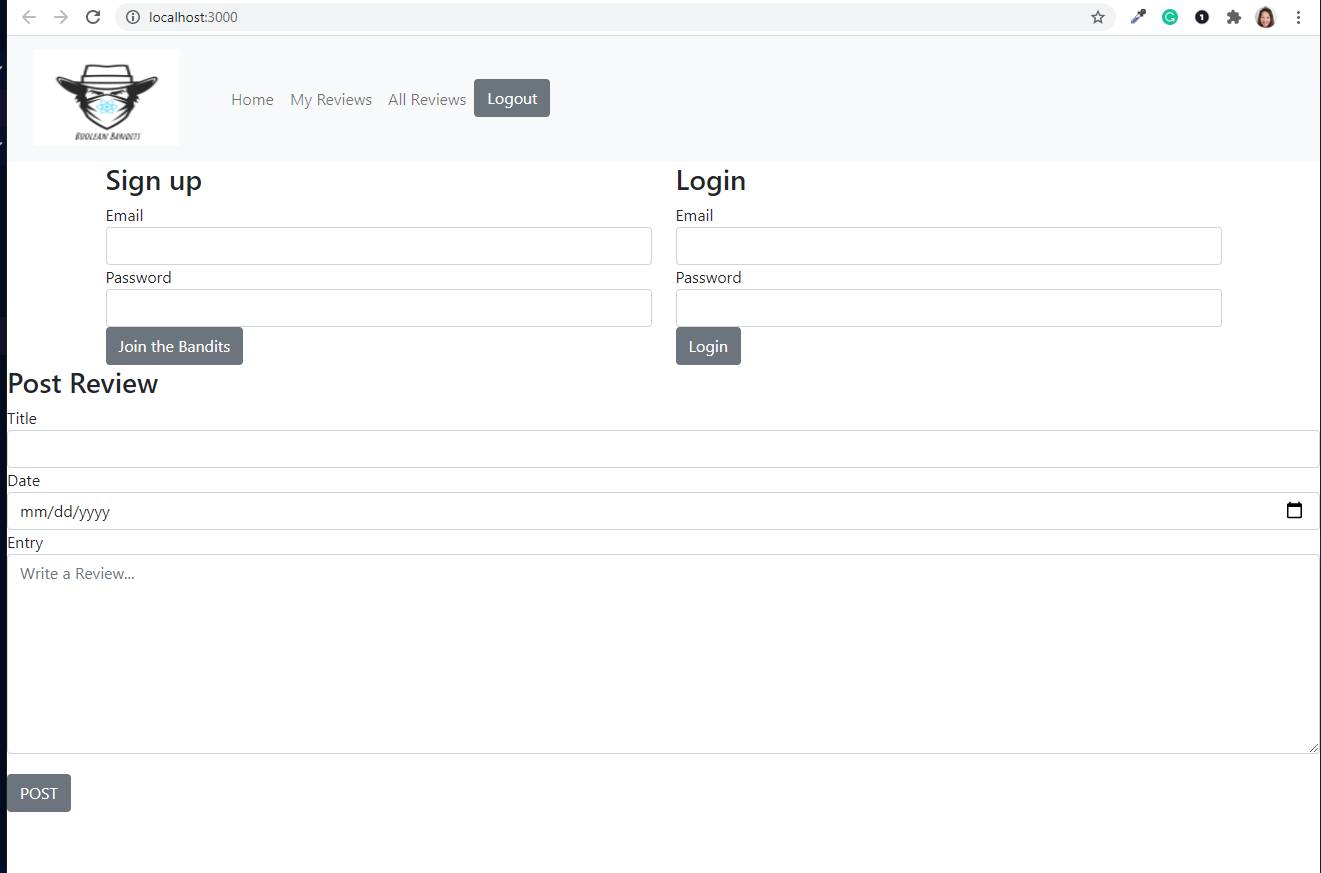 localhost:3000
BOOLEAN BANDITS
Home My Reviews All Reviews Logout
Sign up Login
Email Email
Password Password
Join the Bandits Login
Post Review
Title
Date
mm/dd/yyyy
Entry
Write a Review...
POST